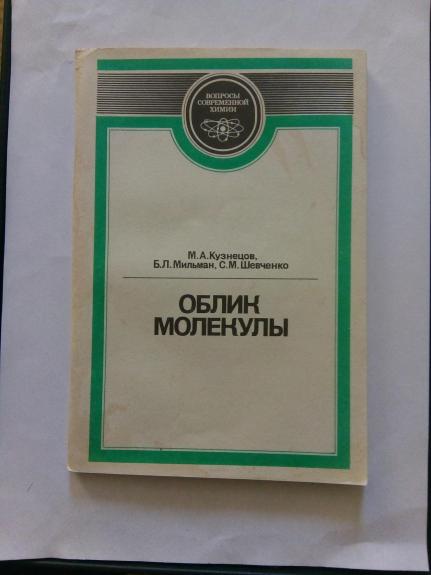 ВОПРОСЫ
СОВРЕМЕННОЙ
ХИМИИ
М.А.Кузнецов,
Б.Л.Мильман, С.М.Шевченко
ОБЛИК
МОЛЕКУЛЫ